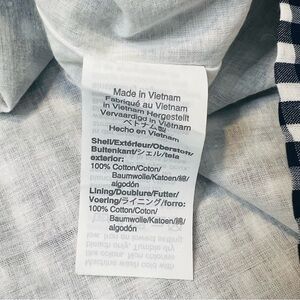 Made in Vietnam
Fabriqué au Vietnam
In Vietnam Hergestellt
Vervaardigd in Vietnam
ベトナム製
Hecho en Vietnam
Shell/Extérieur/Oberstoff/
Buitenkant/シェル/tela
exterior:
100% Cotton/Coton/
Baumwolle/Katoen/綿/
algodón
Lining/Doublure/Futter/
Voering/ライニング/forro:
100% Cotton/Coton/
Baumwolle/Katoen/綿/
algodón